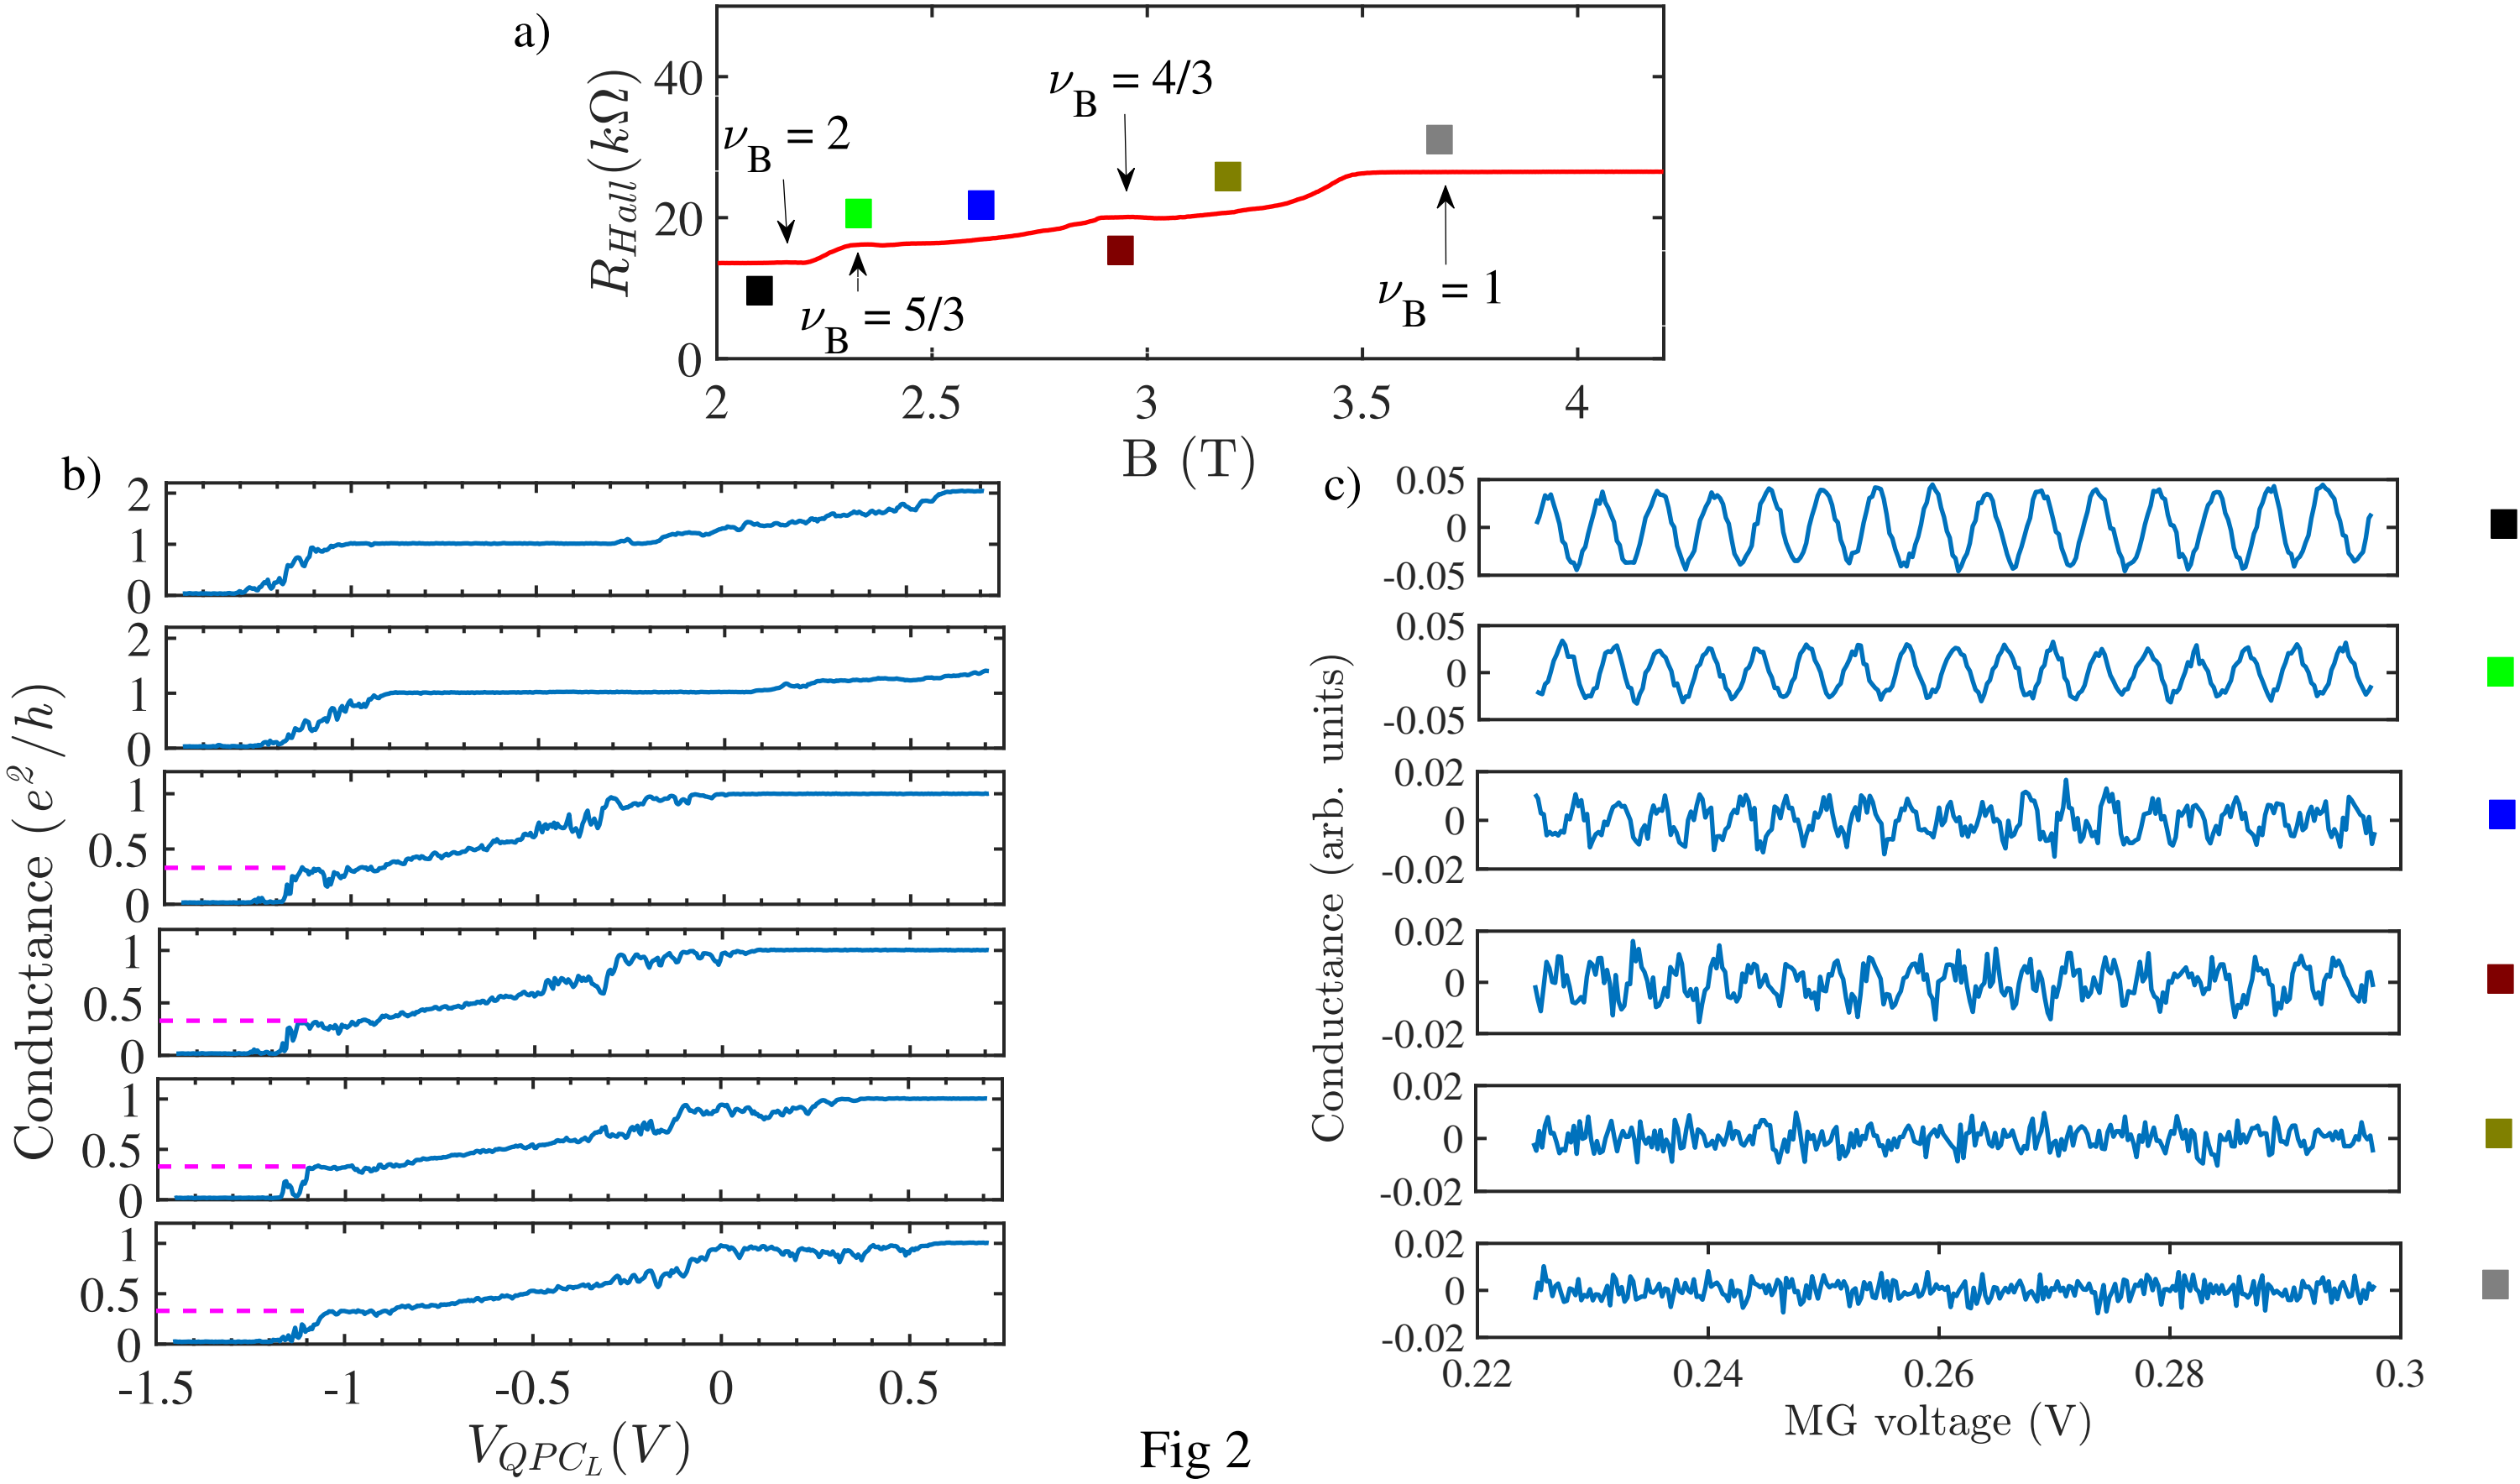 a)
R_Hall(kΩ)
40
20
0
ν_B = 2
ν_B = 5/3
ν_B = 4/3
ν_B = 1
2 2.5 3 3.5 4
B (T)
b)
Conductance (e²/h)
2
1
0
2
1
0
1
0.5
0
1
0.5
0
1
0.5
0
1
0.5
0
-1.5 -1 -0.5 0 0.5
V_QPC_L(V)
c)
Conductance (arb. units)
0.05
0
-0.05
0.05
0
-0.05
0.02
0
-0.02
0.02
0
-0.02
0.02
0
-0.02
0.02
0
-0.02
0.22 0.24 0.26 0.28 0.3
MG voltage (V)
Fig 2